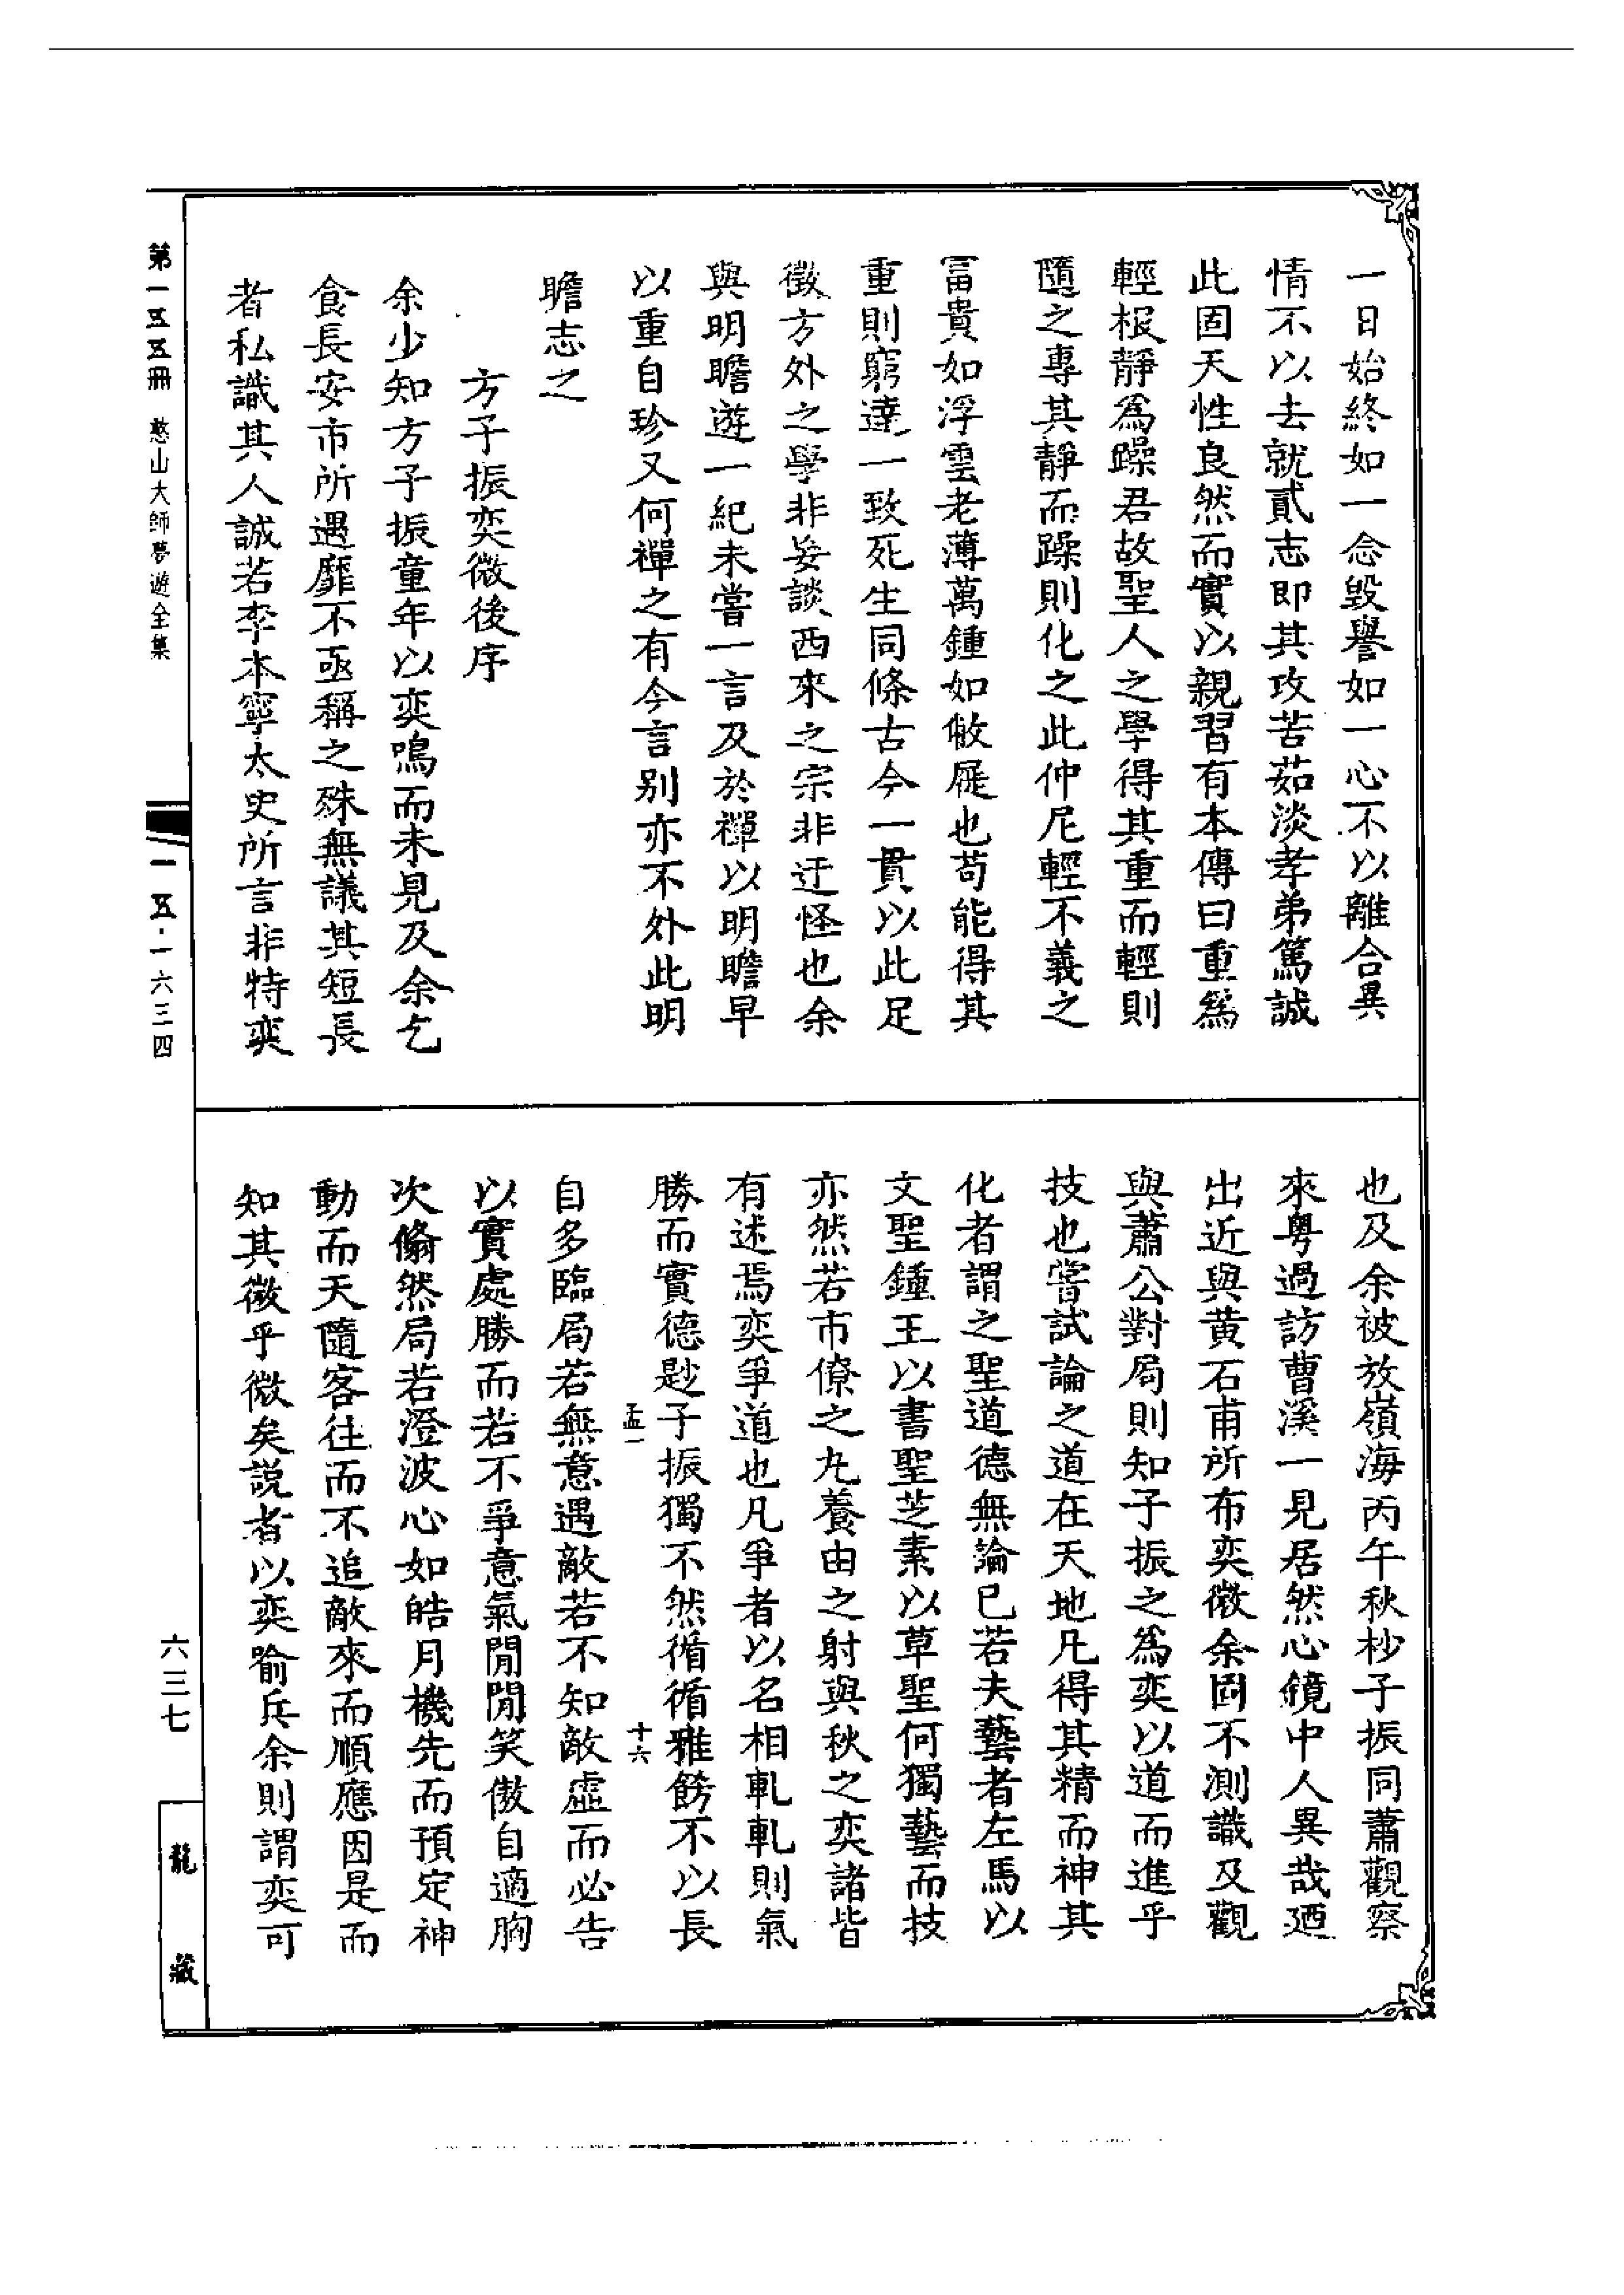 一日始終如一念毀譽如一心不以離合異
情不以去就貳志即其攻苦茹淡孝弟篤誠
此固天性良然而實以親習有本傳曰重為
輕根靜為躁君故聖人之學得其重而輕則
隨之專其靜而躁則化之此仲尼輕不義之
富貴如浮雲老薄萬鍾如敝屣也苟能得其
重則窮達一致死生同條古今一貫以此足
徵方外之學非妄談西來之宗非迂怪也余
與明瞻遊一紀未嘗一言及於禪以明瞻早
以重自珍又何禪之有今言別亦不外此明
瞻志之
方子振奕微後序
余少知方子振童年以奕鳴而未見及余乞
食長安市所遇靡不亟稱之殊無議其短長
者私識其人誠若李本寧太史所言非特奕
也及余被放嶺海丙午秋杪子振同蕭觀察
來粵過訪曹溪一見居然心鏡中人異哉廼
出近與黃石甫所布奕微余固不測識及觀
與蕭公對局則知子振之為奕以道而進乎
技也嘗試論之道在天地凡得其精而神其
化者謂之聖道德無論已若夫藝者左馬以
文聖鍾王以書聖芝素以草聖何獨藝而技
亦然若市僚之丸養由之射與秋之奕諸皆
有述焉奕爭道也凡爭者以名相軋軋則氣
勝而實德尟子振獨不然循循雅飭不以長
孟一
十六
自多臨局若無意遇敵若不知敵虛而必告
以實處勝而若不爭意氣閒閒笑傲自適胸
次翛然局若澄波心如皓月機先而預定神
動而天隨客往而不追敵來而順應因是而
知其微乎微矣說者以奕喻兵余則謂奕可
第一五五冊 憨山大師夢遊全集
一五·一六三四
六三七
龍藏